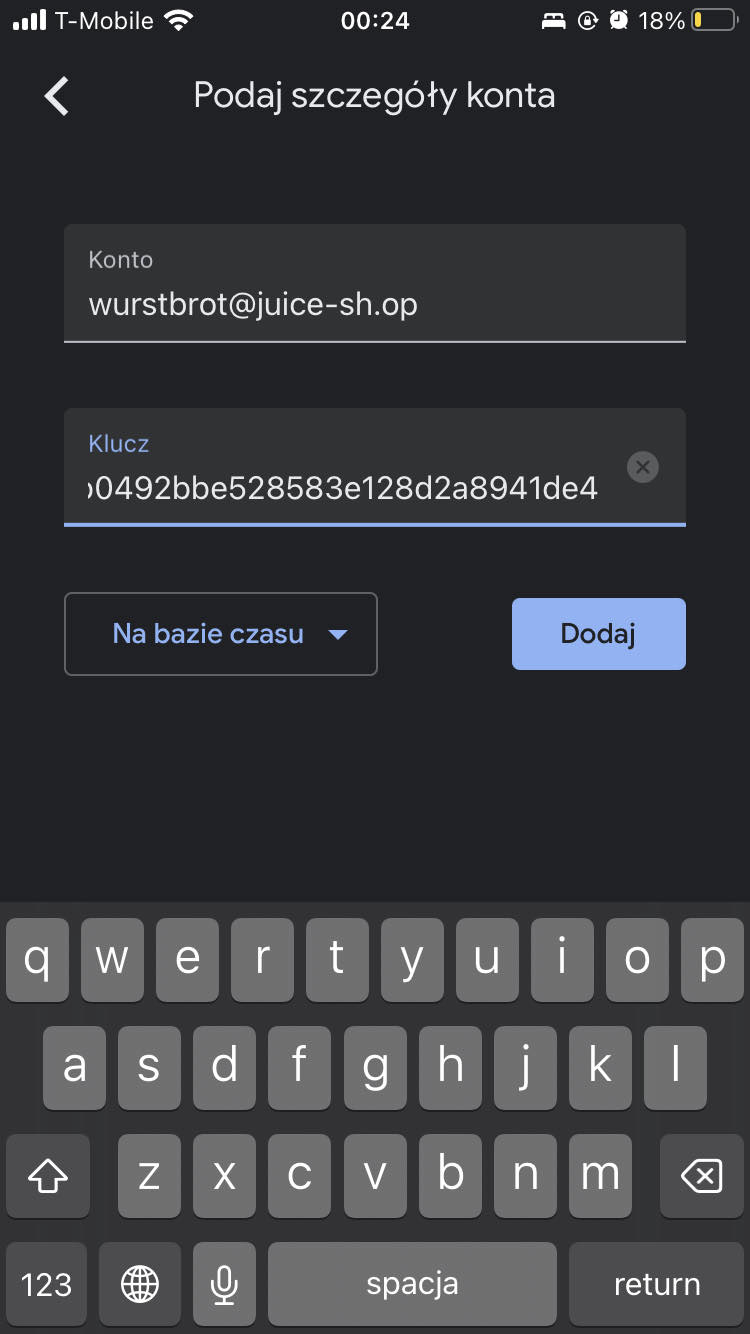 T-Mobile 00:24 18%
Podaj szczegóły konta
Konto
wurstbrot@juice-sh.op
Klucz
0492bbe528583e128d2a8941de4
Na bazie czasu Dodaj
q w e r t y u i o p
a s d f g h j k l
z x c v b n m
123 spacja return